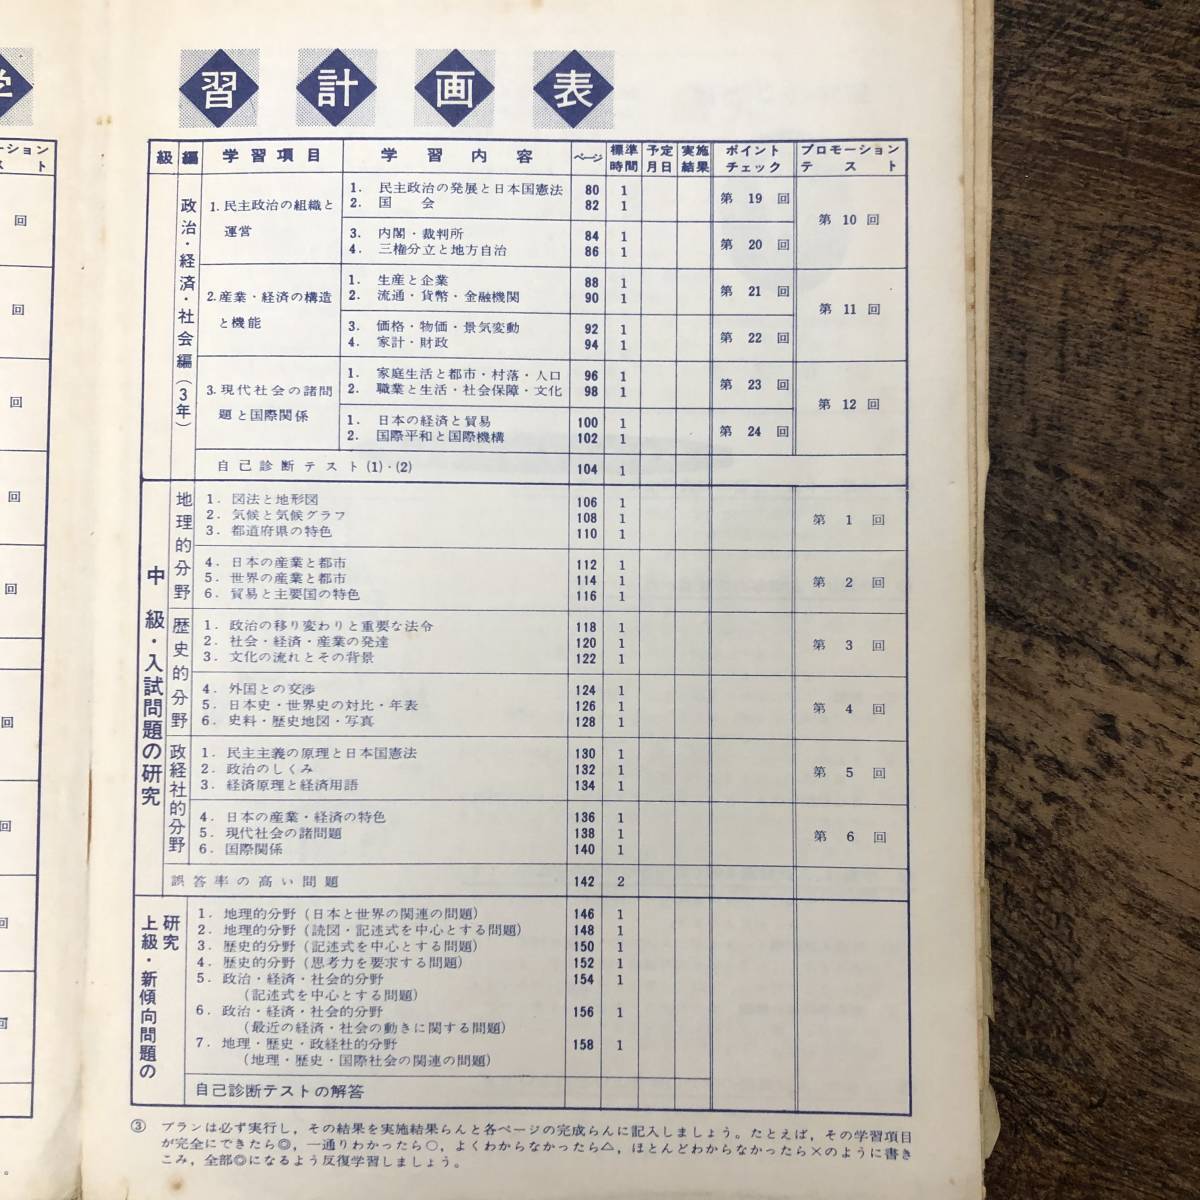 学
習計画表
級 編 学習項目 学習内容 ページ 標準時間 予定月日 実施結果 ポイントチェック プロモーションテスト
政治・経済・社会編(3年)
1.民主政治の組織と運営
1. 民主政治の発展と日本国憲法 80 1 第 19 回 第 10 回
2. 国会 82 1
3. 内閣・裁判所 84 1 第 20 回
4. 三権分立と地方自治 86 1
2.産業・経済の構造と機能
1. 生産と企業 88 1 第 21 回 第 11 回
2. 流通・貨幣・金融機関 90 1
3. 価格・物価・景気変動 92 1 第 22 回
4. 家計・財政 94 1
3.現代社会の諸問題と国際関係
1. 家庭生活と都市・村落・人口 96 1 第 23 回 第 12 回
2. 職業と生活・社会保障・文化 98 1
1. 日本の経済と貿易 100 1 第 24 回
2. 国際平和と国際機構 102 1
自己診断テスト(1)・(2) 104 1
中級・入試問題の研究
地理的分野
1. 図法と地形図 106 1 第 1 回
2. 気候と気候グラフ 108 1
3. 都道府県の特色 110 1
4. 日本の産業と都市 112 1 第 2 回
5. 世界の産業と都市 114 1
6. 貿易と主要国の特色 116 1
歴史的分野
1. 政治の移り変わりと重要な法令 118 1 第 3 回
2. 社会・経済・産業の発達 120 1
3. 文化の流れとその背景 122 1
4. 外国との交渉 124 1 第 4 回
5. 日本史・世界史の対比・年表 126 1
6. 史料・歴史地図・写真 128 1
政経社的分野
1. 民主主義の原理と日本国憲法 130 1 第 5 回
2. 政治のしくみ 132 1
3. 経済原理と経済用語 134 1
4. 日本の産業・経済の特色 136 1 第 6 回
5. 現代社会の諸問題 138 1
6. 国際関係 140 1
誤答率の高い問題 142 2
上級・新傾向問題の研究
1. 地理的分野(日本と世界の関連の問題) 146 1
2. 地理的分野(読図・記述式を中心とする問題) 148 1
3. 歴史的分野(記述式を中心とする問題) 150 1
4. 歴史的分野(思考力を要求する問題) 152 1
5. 政治・経済・社会的分野 154 1
(記述式を中心とする問題)
6. 政治・経済・社会的分野 156 1
(最近の経済・社会の動きに関する問題)
7. 地理・歴史・政経社的分野 158 1
(地理・歴史・国際社会の関連の問題)
自己診断テストの解答
③ プランは必ず実行し,その結果を実施結果らんと各ページの完成らんに記入しましょう。たとえば,その学習項目
が完全にできたら◎,一通りわかったら○,よくわからなかったら△,ほとんどわからなかったら×のように書き
こみ,全部◎になるよう反復学習しましょう。